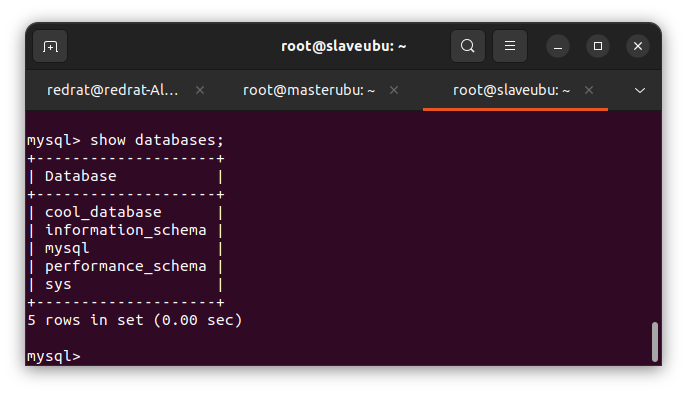 root@slaveubu: ~
redrat@redrat-Al... root@masterubu: ~ root@slaveubu: ~
mysql> show databases;
+--------------------+
| Database           |
+--------------------+
| cool_database      |
| information_schema |
| mysql              |
| performance_schema |
| sys                |
+--------------------+
5 rows in set (0.00 sec)
mysql>